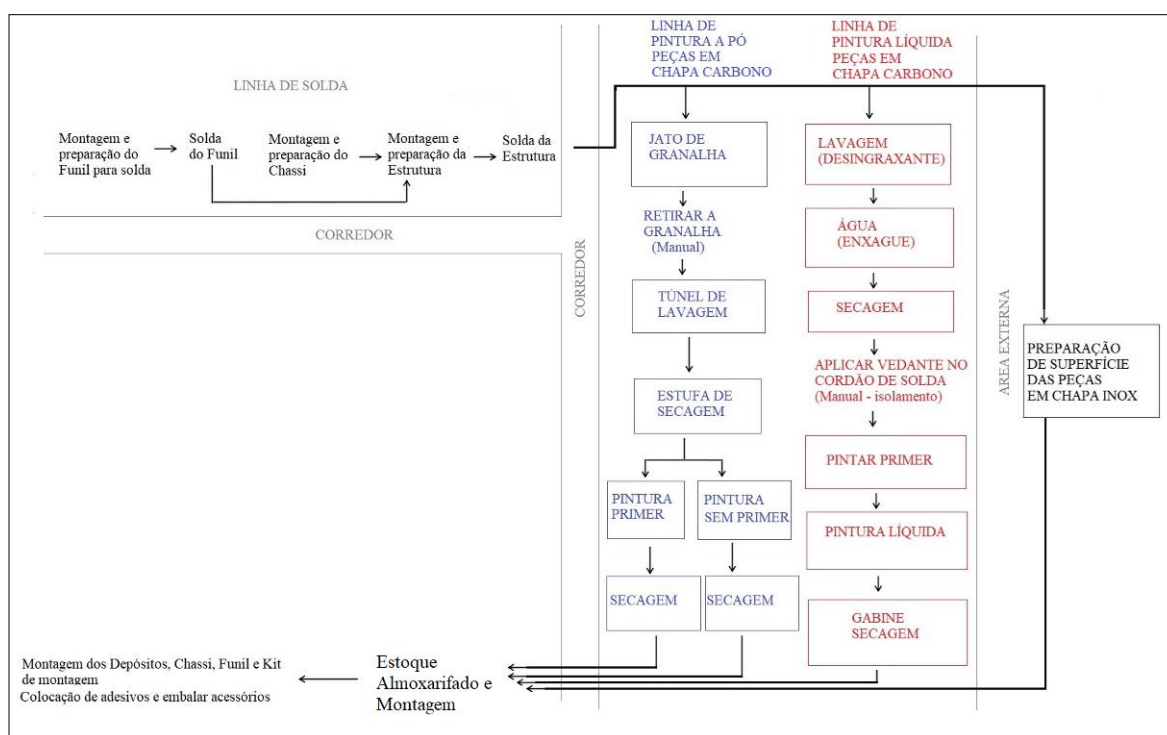 LINHA DE SOLDA
Montagem e
preparação do
Funil para solda
Solda
do Funil
Montagem e
preparação do
Chassi
Montagem e
preparação da
Estrutura
Solda da
Estrutura
CORREDOR
CORREDOR
LINHA DE
PINTURA A PÓ
PEÇAS EM
CHAPA CARBONO
JATO DE
GRANALHA
RETIRAR A
GRANALHA
(Manual)
TÚNEL DE
LAVAGEM
ESTUFA DE
SECAGEM
PINTURA
PRIMER
PINTURA
SEM PRIMER
SECAGEM
SECAGEM
LINHA DE
PINTURA LÍQUIDA
PEÇAS EM
CHAPA CARBONO
LAVAGEM
(DESINGRAXANTE)
ÁGUA
(ENXAGUE)
SECAGEM
APLICAR VEDANTE NO
CORDÃO DE SOLDA
(Manual - isolamento)
PINTAR PRIMER
PINTURA LÍQUIDA
GABINE
SECAGEM
AREA EXTERNA
PREPARAÇÃO
DE SUPERFÍCIE
DAS PEÇAS
EM CHAPA INOX
Estoque
Almoxarifado e
Montagem
Montagem dos Depósitos, Chassi, Funil e Kit
de montagem
Colocação de adesivos e embalar acessórios